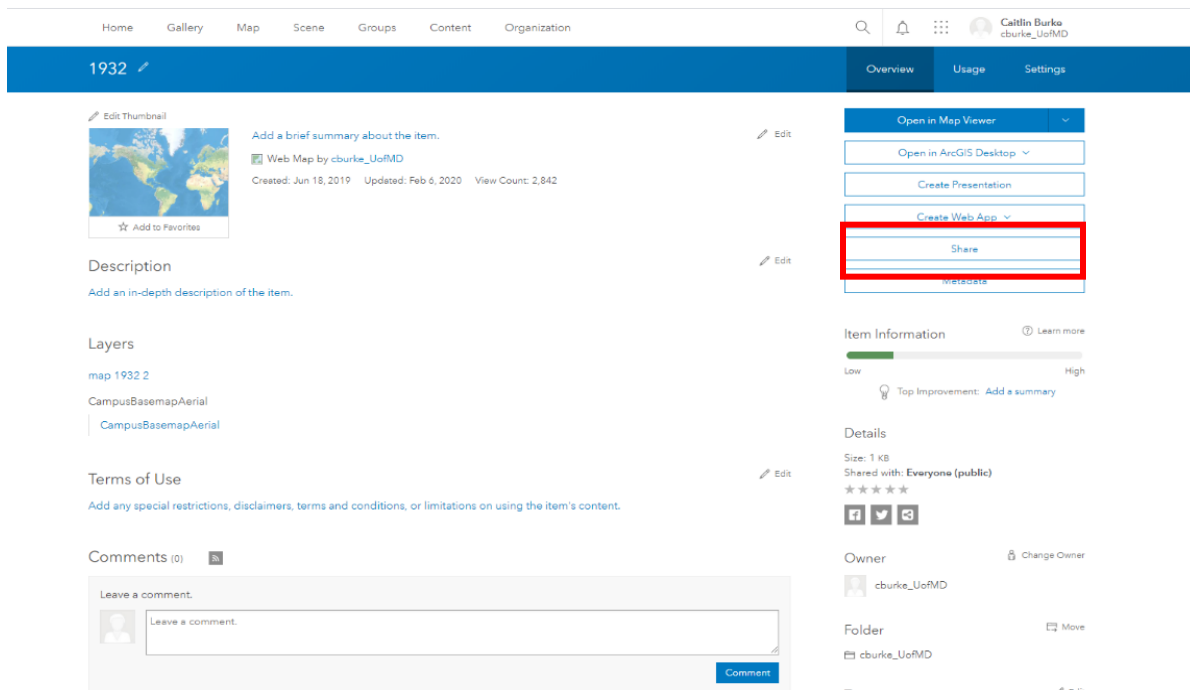 Home Gallery Map Scene Groups Content Organization
Caitlin Burke
cburke_UofMD
1932
Overview Usage Settings
Edit Thumbnail
Add a brief summary about the item.
Edit
Web Map by cburke_UofMD
Created: Jun 18, 2019 Updated: Feb 6, 2020 View Count: 2,842
Add to Favorites
Description
Edit
Add an in-depth description of the item.
Layers
map 1932 2
CampusBasemapAerial
CampusBasemapAerial
Terms of Use
Edit
Add any special restrictions, disclaimers, terms and conditions, or limitations on using the item's content.
Comments (0)
Leave a comment.
Leave a comment.
Comment
Open in Map Viewer
Open in ArcGIS Desktop
Create Presentation
Create Web App
Share
Metadata
Item Information
Learn more
Low High
Top Improvement: Add a summary
Details
Size: 1 KB
Shared with: Everyone (public)
Owner
Change Owner
cburke_UofMD
Folder
Move
cburke_UofMD